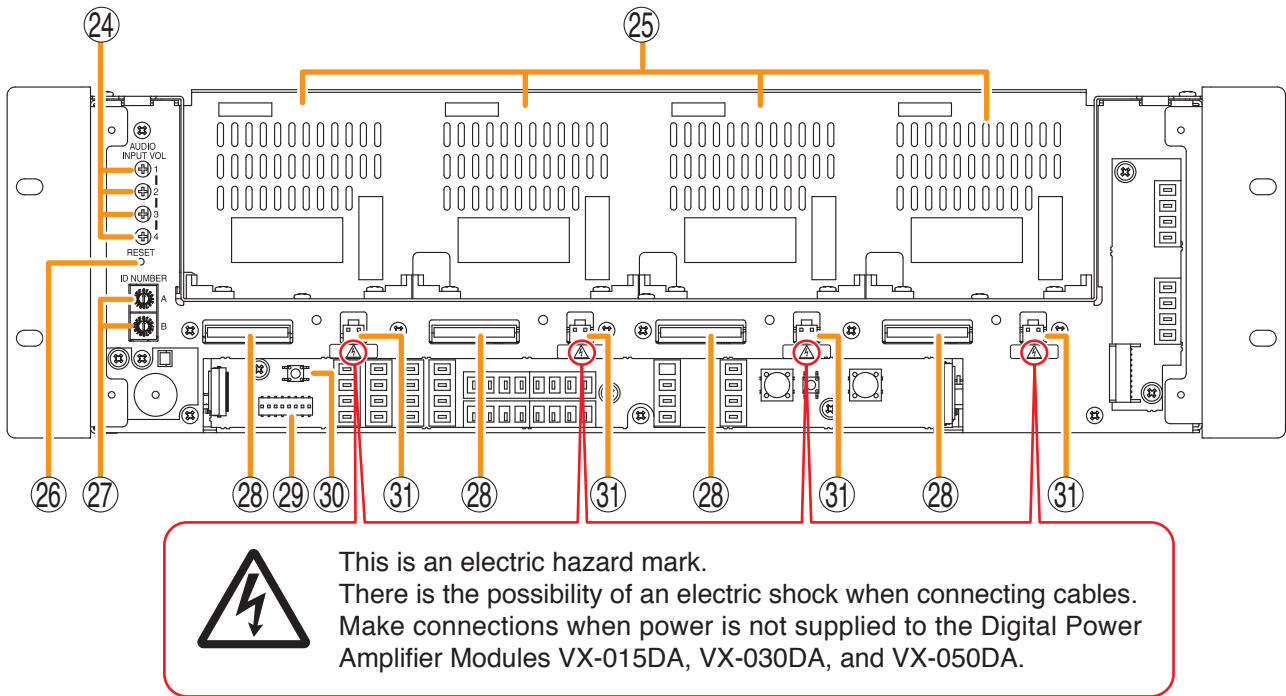 ㉔ ㉕
AUDIO
INPUT VOL
1
2
3
4
RESET
ID NUMBER
A
B
㉖ ㉗ ㉘ ㉙ ㉚ ㉛ ㉘ ㉛ ㉘ ㉛ ㉘ ㉛
This is an electric hazard mark.
There is the possibility of an electric shock when connecting cables.
Make connections when power is not supplied to the Digital Power
Amplifier Modules VX-015DA, VX-030DA, and VX-050DA.